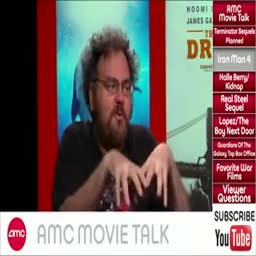 NOOMI
JAMES GA
DR
AMC
Movie Talk
Terminator Sequels
Planned
Iron Man 4
Halle Berry/
Kidnap
Real Steel
Sequel
Lopez/The
Boy Next Door
Guardians Of The
Galaxy Top Box Office
Favorite War
Films
Viewer
Questions
SUBSCRIBE
YouTube
amc
AMC MOVIE TALK